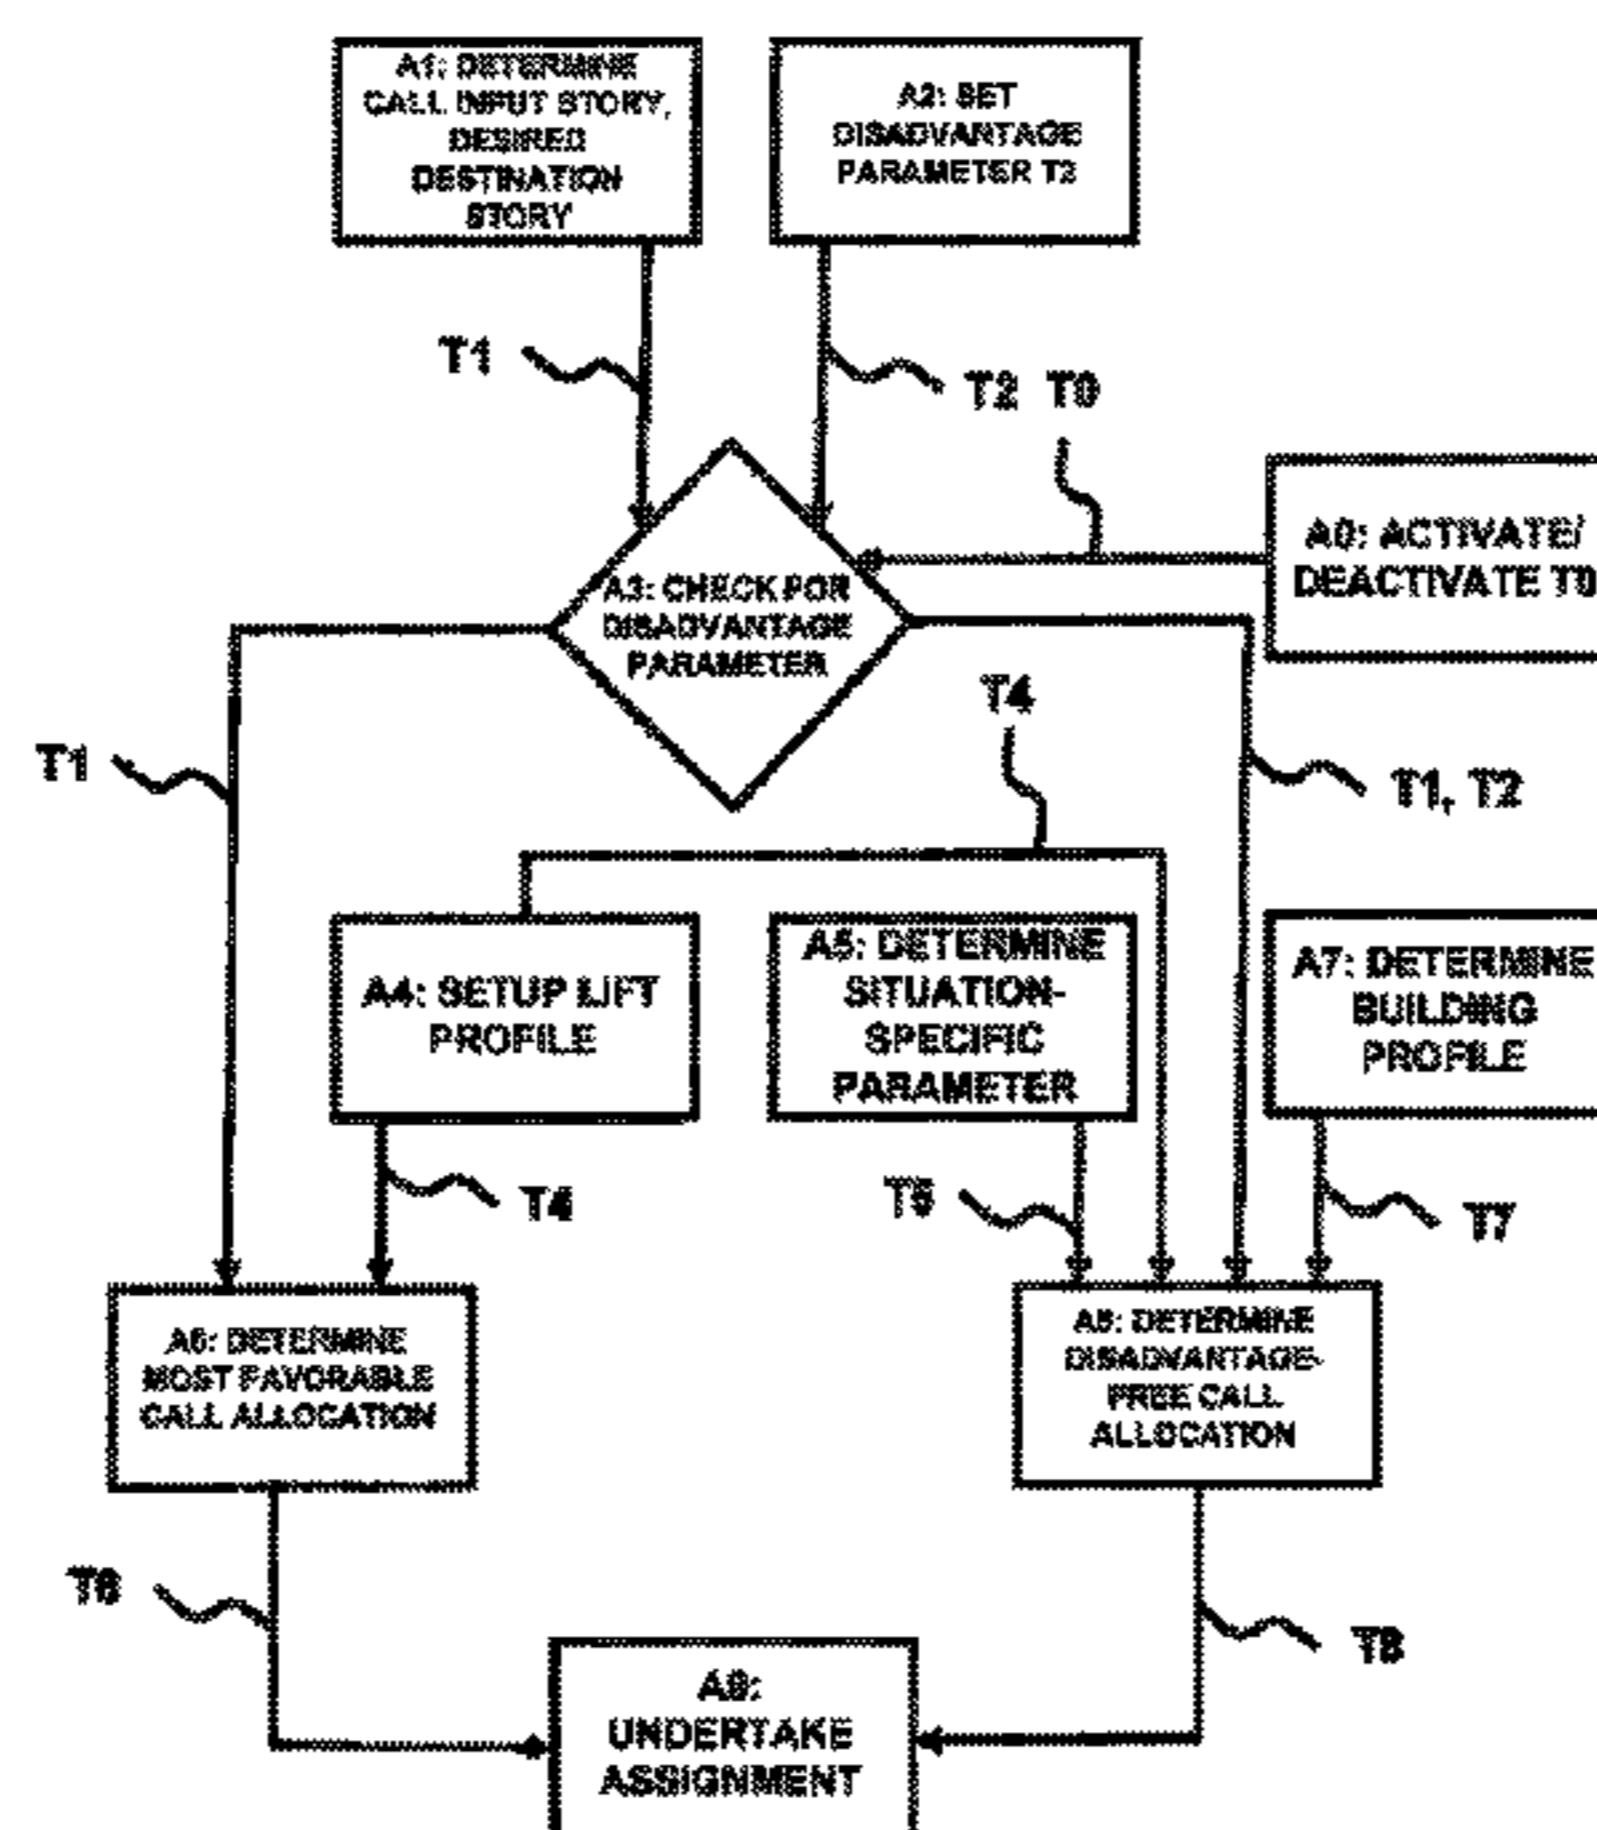 A1: DETERMINE
CALL INPUT STORY,
DESIRED
DESTINATION
STORY
A2: SET
DISADVANTAGE
PARAMETER T2
T1
T2 T0
A0: ACTIVATE/
DEACTIVATE T0
A3: CHECK FOR
DISADVANTAGE
PARAMETER
T4
T1
T1, T2
A4: SETUP LIFT
PROFILE
A5: DETERMINE
SITUATION-
SPECIFIC
PARAMETER
A7: DETERMINE
BUILDING
PROFILE
T4
T5
T7
A6: DETERMINE
MOST FAVORABLE
CALL ALLOCATION
A8: DETERMINE
DISADVANTAGE-
FREE CALL
ALLOCATION
T6
T8
A9:
UNDERTAKE
ASSIGNMENT